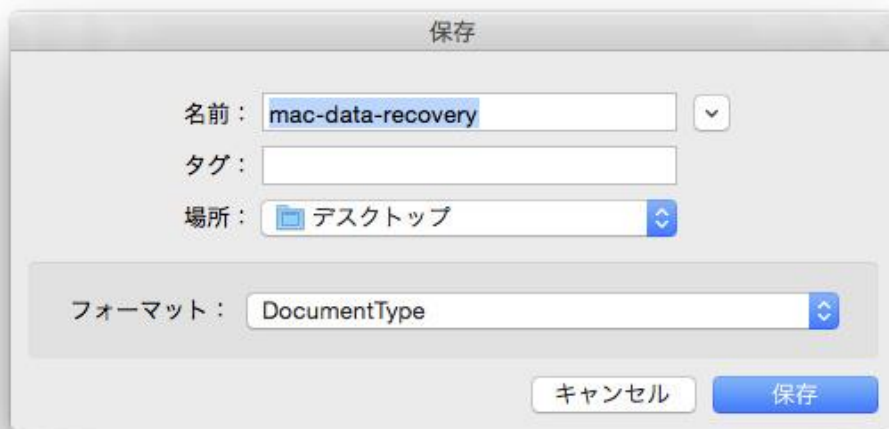 保存
名前： mac-data-recovery
タグ：
場所： デスクトップ
フォーマット： DocumentType
キャンセル 保存